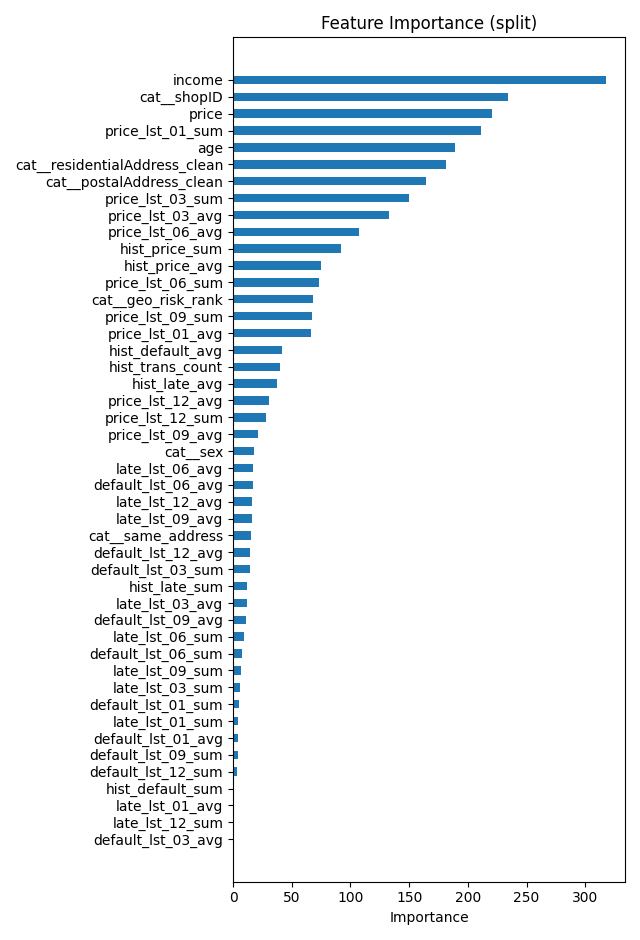 Feature Importance (split)
income
cat__shopID
price
price_lst_01_sum
age
cat__residentialAddress_clean
cat__postalAddress_clean
price_lst_03_sum
price_lst_03_avg
price_lst_06_avg
hist_price_sum
hist_price_avg
price_lst_06_sum
cat__geo_risk_rank
price_lst_09_sum
price_lst_01_avg
hist_default_avg
hist_trans_count
hist_late_avg
price_lst_12_avg
price_lst_12_sum
price_lst_09_avg
cat__sex
late_lst_06_avg
default_lst_06_avg
late_lst_12_avg
late_lst_09_avg
cat__same_address
default_lst_12_avg
default_lst_03_sum
hist_late_sum
late_lst_03_avg
default_lst_09_avg
late_lst_06_sum
default_lst_06_sum
late_lst_09_sum
late_lst_03_sum
default_lst_01_sum
late_lst_01_sum
default_lst_01_avg
default_lst_09_sum
default_lst_12_sum
hist_default_sum
late_lst_01_avg
late_lst_12_sum
default_lst_03_avg
0 50 100 150 200 250 300
Importance